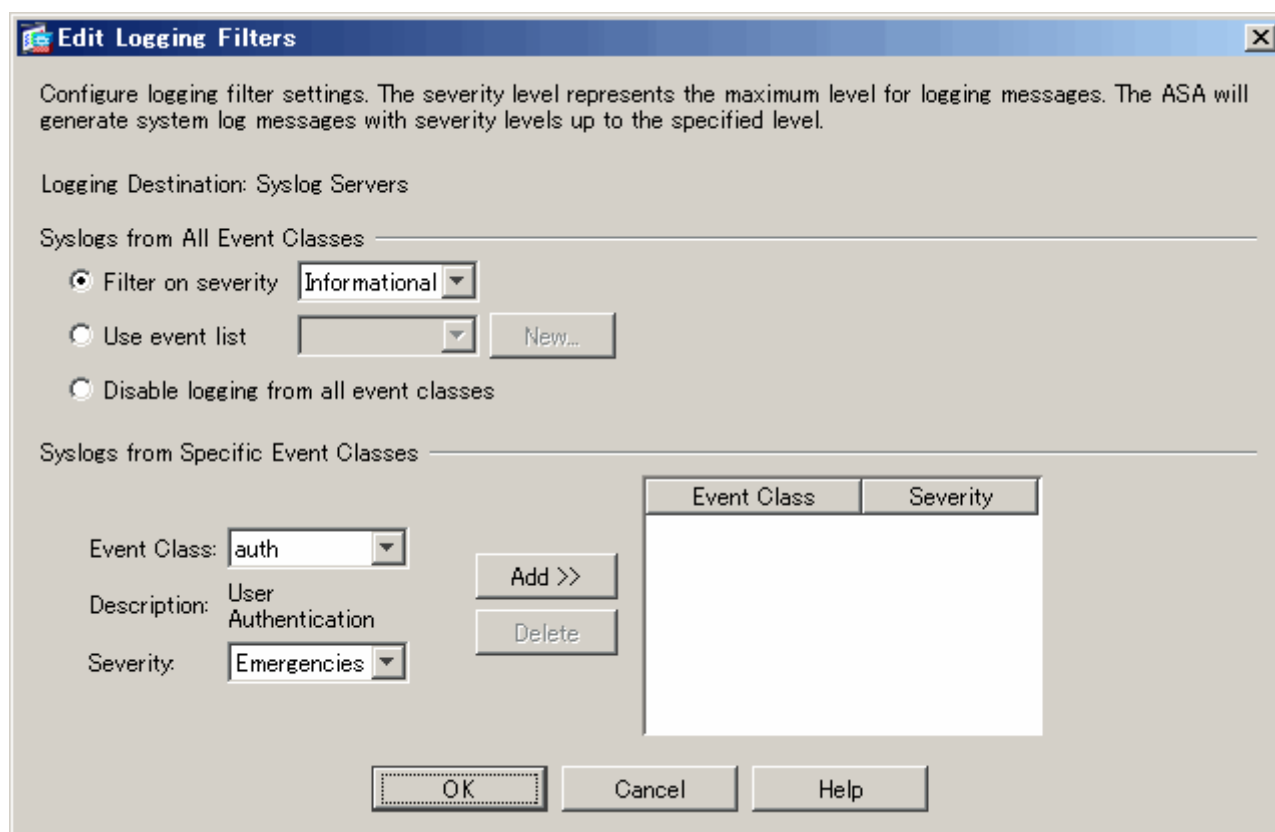 Edit Logging Filters
Configure logging filter settings. The severity level represents the maximum level for logging messages. The ASA will
generate system log messages with severity levels up to the specified level.
Logging Destination: Syslog Servers
Syslogs from All Event Classes
Filter on severity Informational
Use event list New...
Disable logging from all event classes
Syslogs from Specific Event Classes
Event Class Severity
Event Class: auth
Add >>
Description: User
Authentication
Delete
Severity: Emergencies
OK Cancel Help